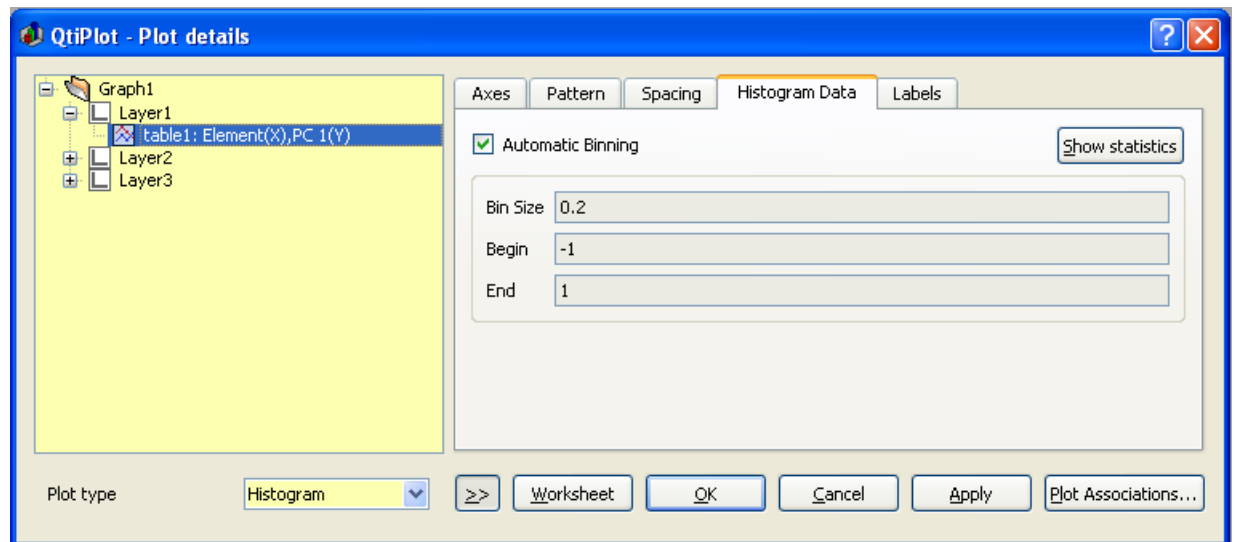 QtiPlot - Plot details
?
Graph1
Layer1
table1: Element(X),PC 1(Y)
Layer2
Layer3
Axes Pattern Spacing Histogram Data Labels
Automatic Binning Show statistics
Bin Size 0.2
Begin -1
End 1
Plot type Histogram >> Worksheet OK Cancel Apply Plot Associations...